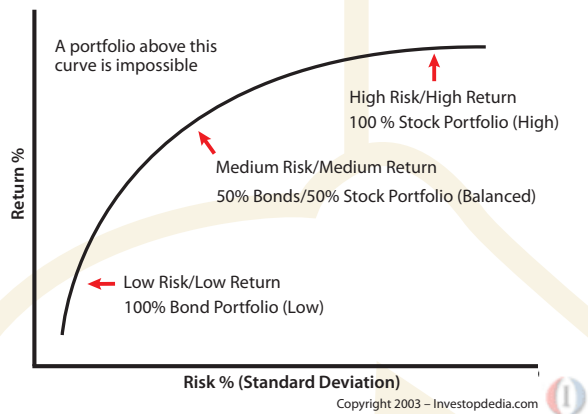 A portfolio above this
curve is impossible
High Risk/High Return
100 % Stock Portfolio (High)
Medium Risk/Medium Return
50% Bonds/50% Stock Portfolio (Balanced)
Return %
Low Risk/Low Return
100% Bond Portfolio (Low)
Risk % (Standard Deviation)
Copyright 2003 – Investopdedia.com